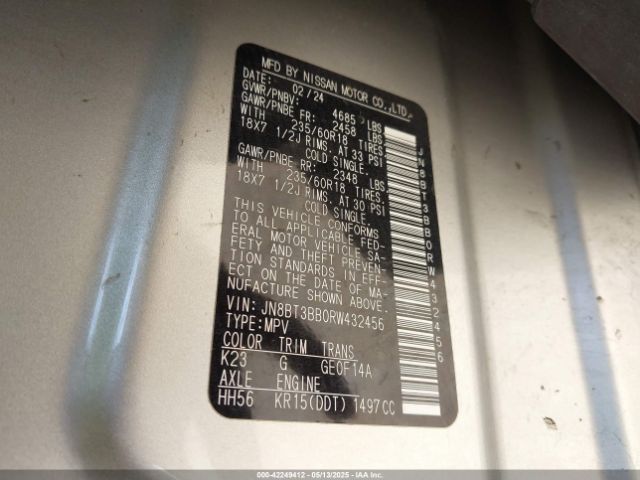 MFD BY NISSAN MOTOR CO.,LTD.
02/24
GVWR/PNBV: 4685 LBS
GAWR/PNBE FR: 2458 LBS
WITH 235/60R18 TIRES,
18X7 1/2J RIMS, AT 33 PSI
COLD SINGLE.
GAWR/PNBE RR: 2348 LBS
WITH 235/60R18 TIRES,
18X7 1/2J RIMS, AT 30 PSI
COLD SINGLE.
THIS VEHICLE CONFORMS
TO ALL APPLICABLE FED-
ERAL MOTOR VEHICLE SA-
FETY AND THEFT PREVEN-
TION STANDARDS IN EFF-
ECT ON THE DATE OF MA-
NUFACTURE SHOWN ABOVE.
VIN: JN8BT3BB0RW432456
TYPE:MPV
COLOR TRIM TRANS
K23 G GE0F14A
AXLE ENGINE
HH56 KR15(DDT) 1497CC
JN8BT3BB0RW432456
000-42249412 — 05/13/2025 — IAAI.CA